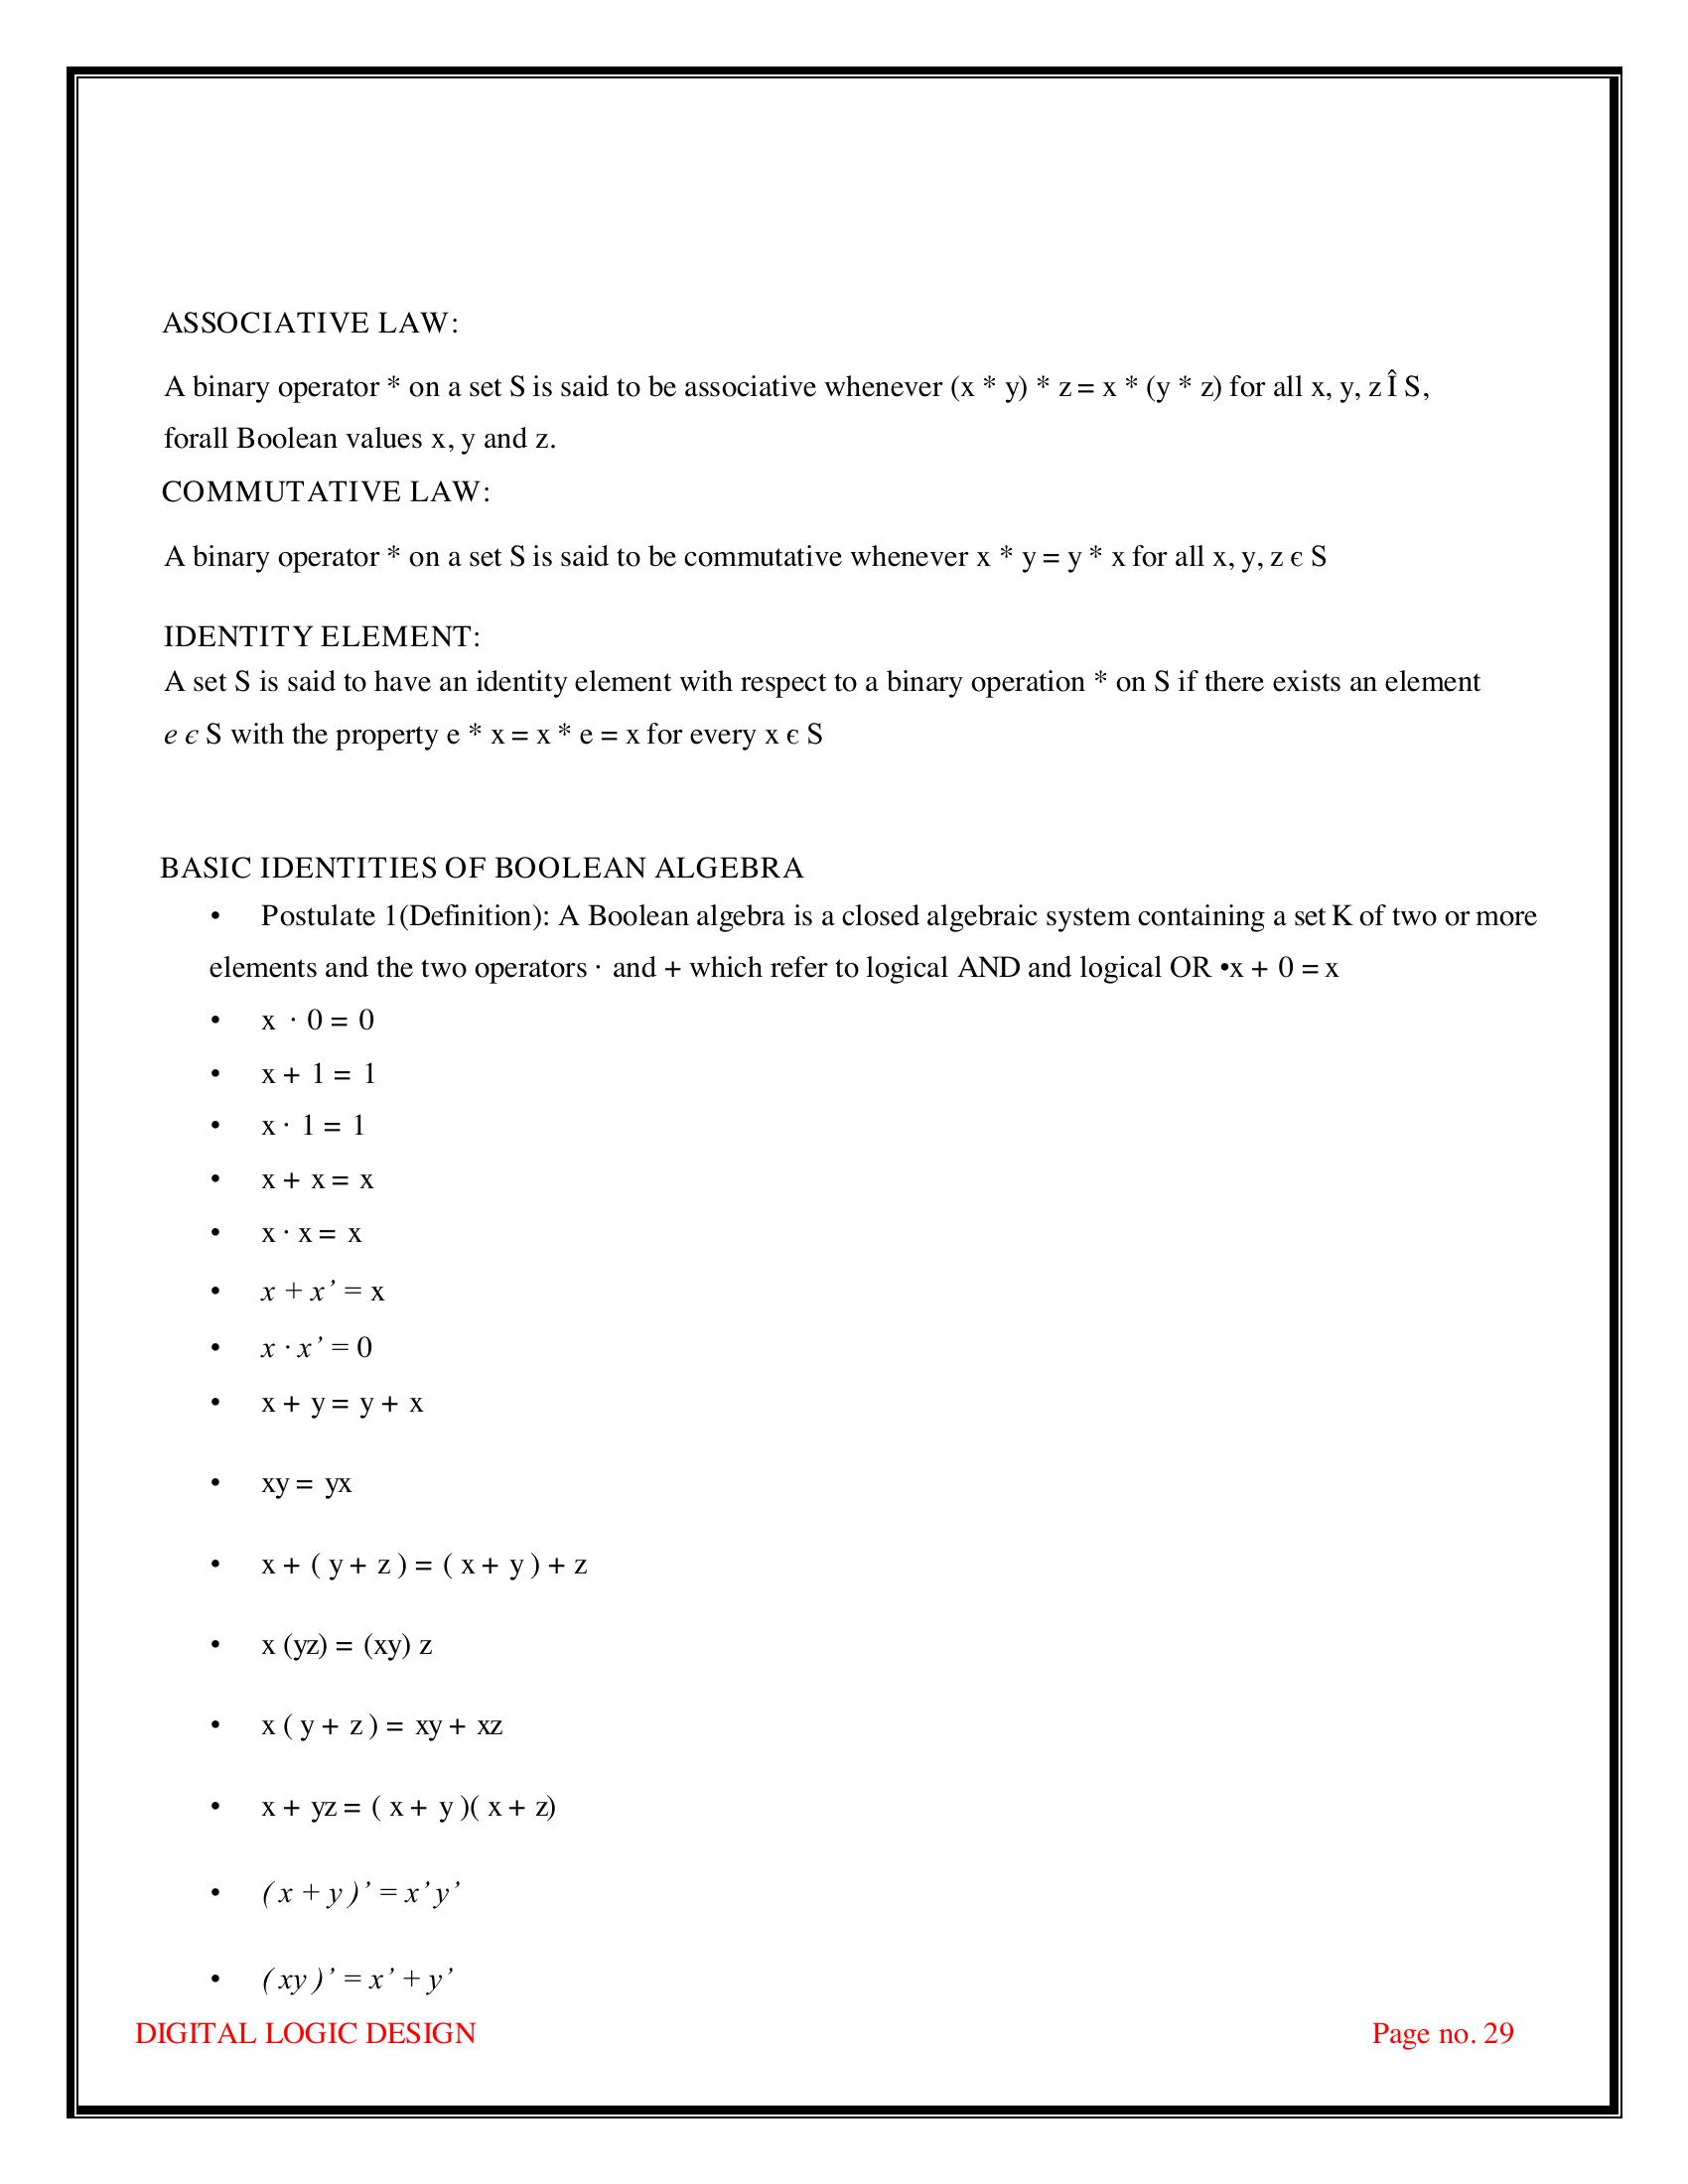 ASSOCIATIVE LAW:
A binary operator * on a set S is said to be associative whenever (x * y) * z = x * (y * z) for all x, y, z Î S,
forall Boolean values x, y and z.
COMMUTATIVE LAW:
A binary operator * on a set S is said to be commutative whenever x * y = y * x for all x, y, z є S
IDENTITY ELEMENT:
A set S is said to have an identity element with respect to a binary operation * on S if there exists an element
e є S with the property e * x = x * e = x for every x є S
BASIC IDENTITIES OF BOOLEAN ALGEBRA
• Postulate 1(Definition): A Boolean algebra is a closed algebraic system containing a set K of two or more
elements and the two operators · and + which refer to logical AND and logical OR •x + 0 = x
• x · 0 = 0
• x + 1 = 1
• x · 1 = 1
• x + x = x
• x · x = x
• x + x’ = x
• x · x’ = 0
• x + y = y + x
• xy = yx
• x + ( y + z ) = ( x + y ) + z
• x (yz) = (xy) z
• x ( y + z ) = xy + xz
• x + yz = ( x + y )( x + z)
• ( x + y )’ = x’ y’
• ( xy )’ = x’ + y’
DIGITAL LOGIC DESIGN Page no. 29